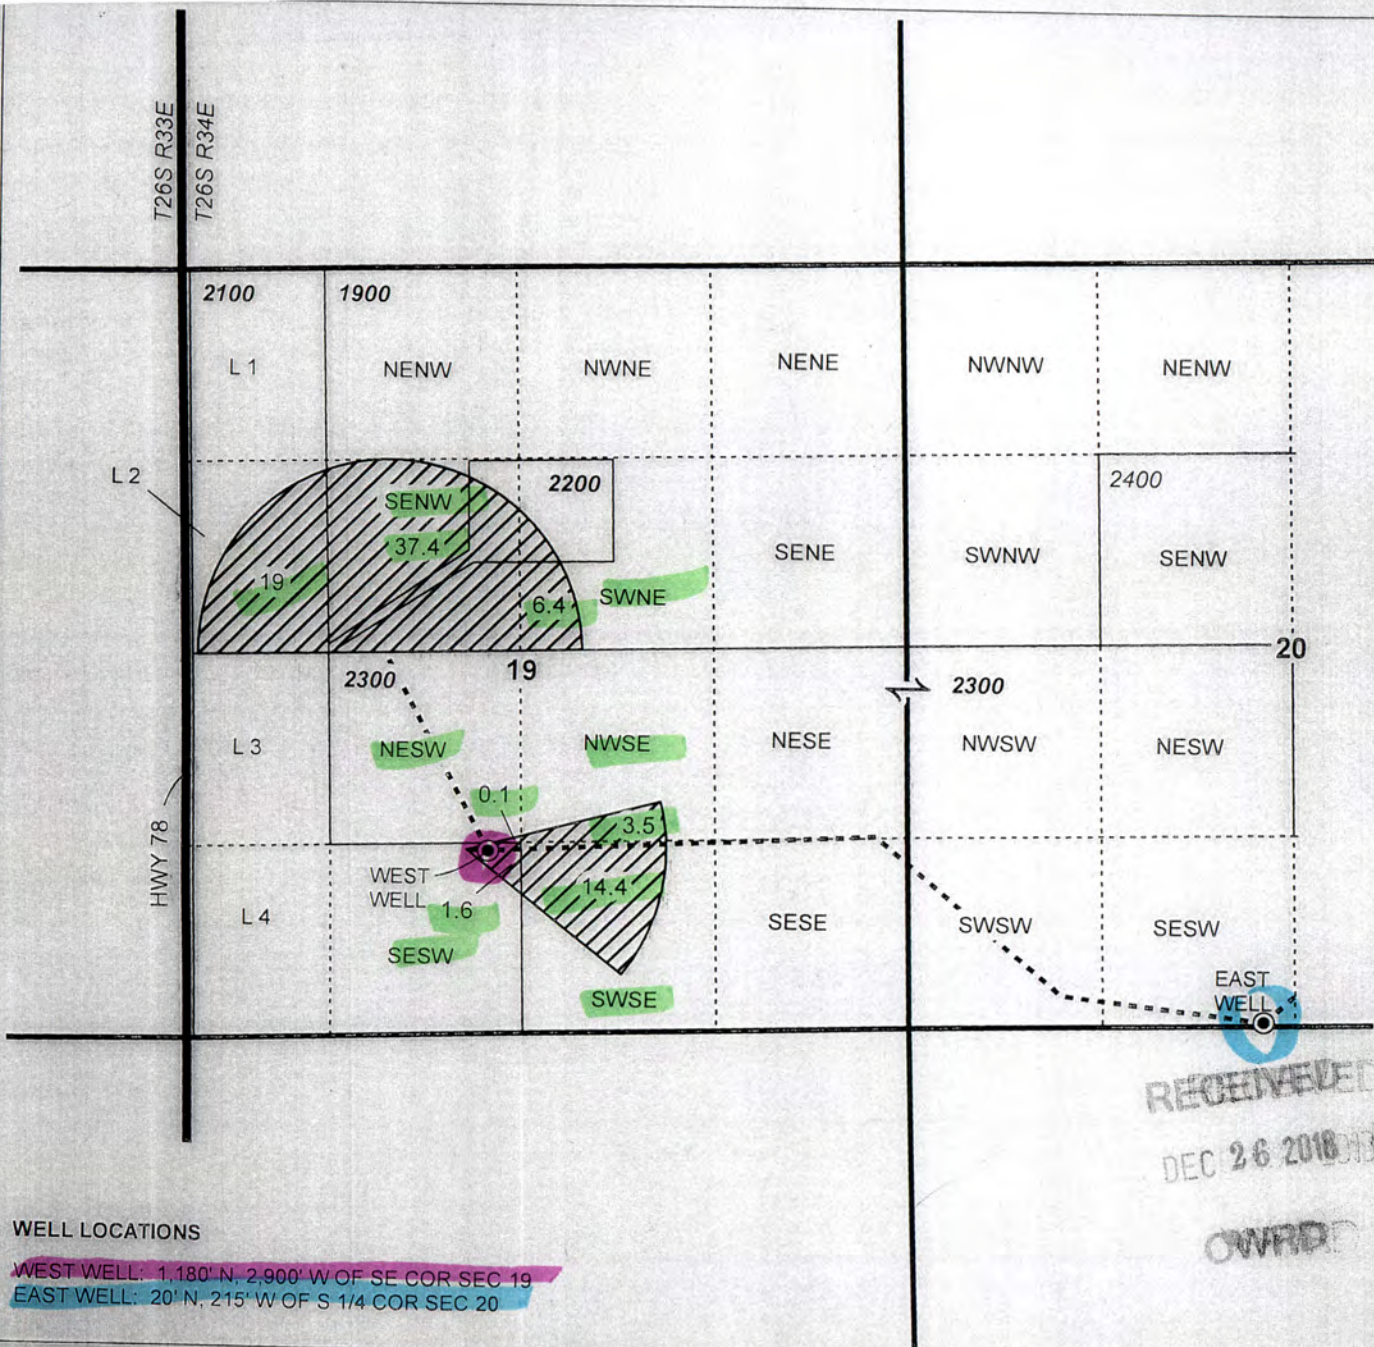 T26S R33E
T26S R34E
2100
1900
L 1
NENW
NWNE
NENE
NWNW
NENW
L 2
SENW
2200
2400
37.4
SENE
SWNW
SENW
19
6.4
SWNE
20
2300
19
2300
L 3
NESW
NWSE
NESE
NWSW
NESW
0.1
3.5
HWY 78
WEST
WELL
14.4
L 4
1.6
SESE
SWSW
SESW
SESW
SWSE
EAST
WELL
RECEIVED
DEC 26 2018
OWRD
WELL LOCATIONS
WEST WELL: 1,180' N, 2,900' W OF SE COR SEC 19
EAST WELL: 20' N, 215' W OF S 1/4 COR SEC 20